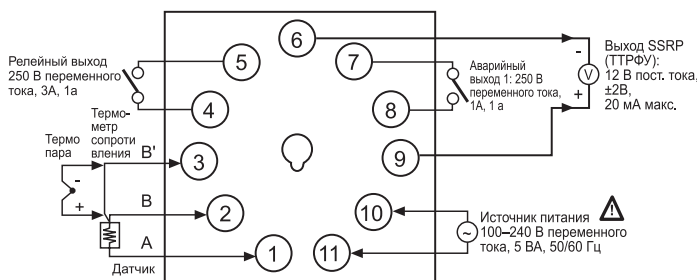 Релейный выход
250 В переменного
тока, 3А, 1а
5
4
6
7
8
Аварийный
выход 1: 250 В
переменного тока,
1А, 1 а
-
V
+
Выход SSRP
(ТТРФУ):
12 В пост. тока,
±2В,
20 мА макс.
Термо
пара
-
+
Термо-
метр
сопроти
вления
B'
B
A
Датчик
3
2
1
9
10
11
~
Источник питания
100–240 В переменного
тока, 5 ВА, 50/60 Гц